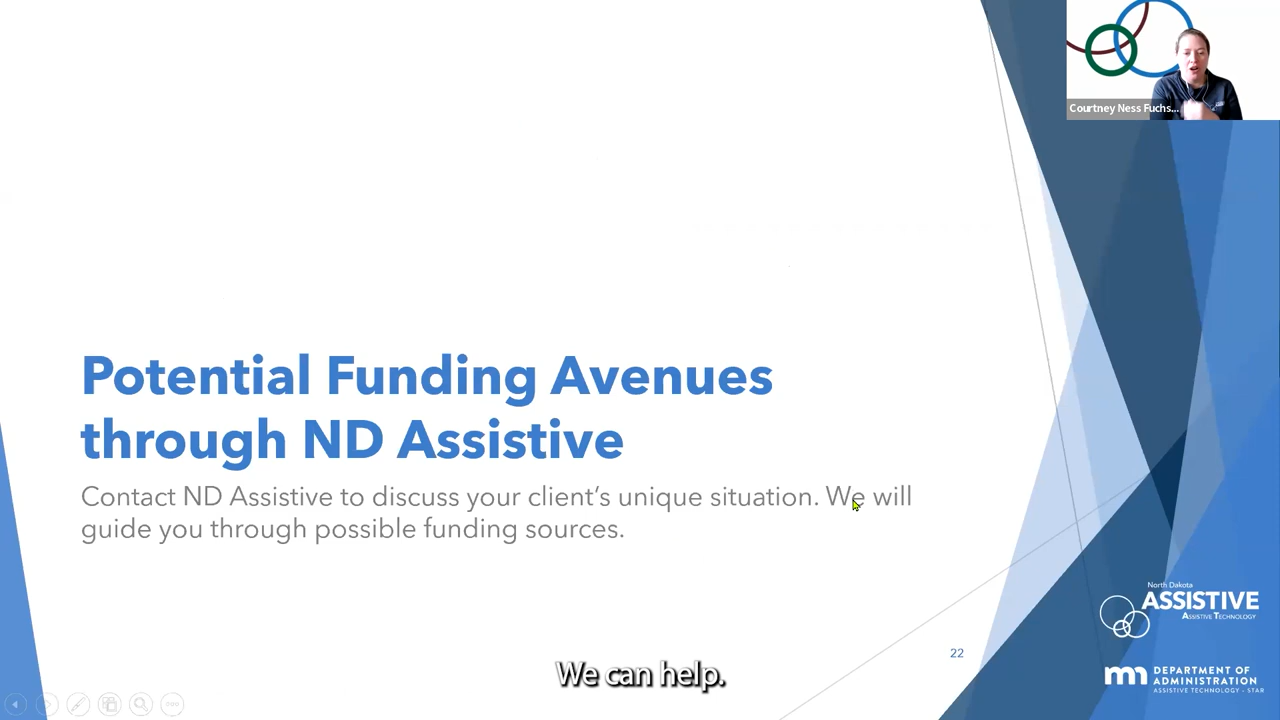 Courtney Ness Fuchs...
Potential Funding Avenues
through ND Assistive
Contact ND Assistive to discuss your client’s unique situation. We will
guide you through possible funding sources.
North Dakota
ASSISTIVE
ASSISTIVE TECHNOLOGY
22
We can help.
mn DEPARTMENT OF
ADMINISTRATION
ASSISTIVE TECHNOLOGY - STAR